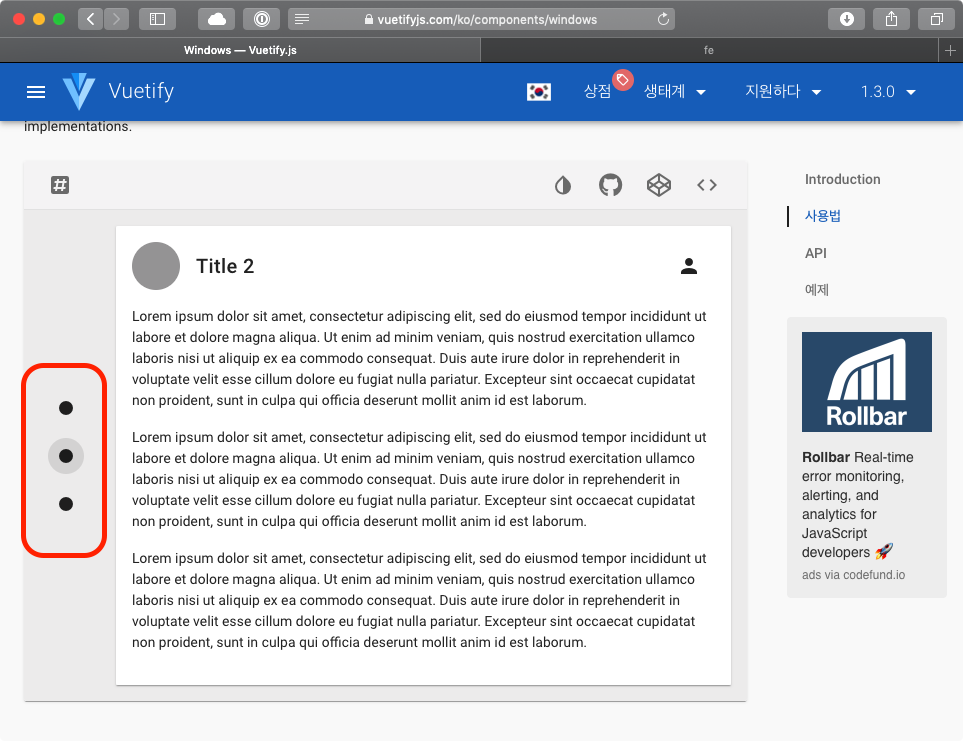 vuetifyjs.com/ko/components/windows
Windows — Vuetify.js
fe
Vuetify
상점
생태계
지원하다
1.3.0
implementations.
Title 2
Lorem ipsum dolor sit amet, consectetur adipiscing elit, sed do eiusmod tempor incididunt ut
labore et dolore magna aliqua. Ut enim ad minim veniam, quis nostrud exercitation ullamco
laboris nisi ut aliquip ex ea commodo consequat. Duis aute irure dolor in reprehenderit in
voluptate velit esse cillum dolore eu fugiat nulla pariatur. Excepteur sint occaecat cupidatat
non proident, sunt in culpa qui officia deserunt mollit anim id est laborum.
Lorem ipsum dolor sit amet, consectetur adipiscing elit, sed do eiusmod tempor incididunt ut
labore et dolore magna aliqua. Ut enim ad minim veniam, quis nostrud exercitation ullamco
laboris nisi ut aliquip ex ea commodo consequat. Duis aute irure dolor in reprehenderit in
voluptate velit esse cillum dolore eu fugiat nulla pariatur. Excepteur sint occaecat cupidatat
non proident, sunt in culpa qui officia deserunt mollit anim id est laborum.
Lorem ipsum dolor sit amet, consectetur adipiscing elit, sed do eiusmod tempor incididunt ut
labore et dolore magna aliqua. Ut enim ad minim veniam, quis nostrud exercitation ullamco
laboris nisi ut aliquip ex ea commodo consequat. Duis aute irure dolor in reprehenderit in
voluptate velit esse cillum dolore eu fugiat nulla pariatur. Excepteur sint occaecat cupidatat
non proident, sunt in culpa qui officia deserunt mollit anim id est laborum.
Introduction
사용법
API
예제
Rollbar
Rollbar Real-time
error monitoring,
alerting, and
analytics for
JavaScript
developers 🚀
ads via codefund.io